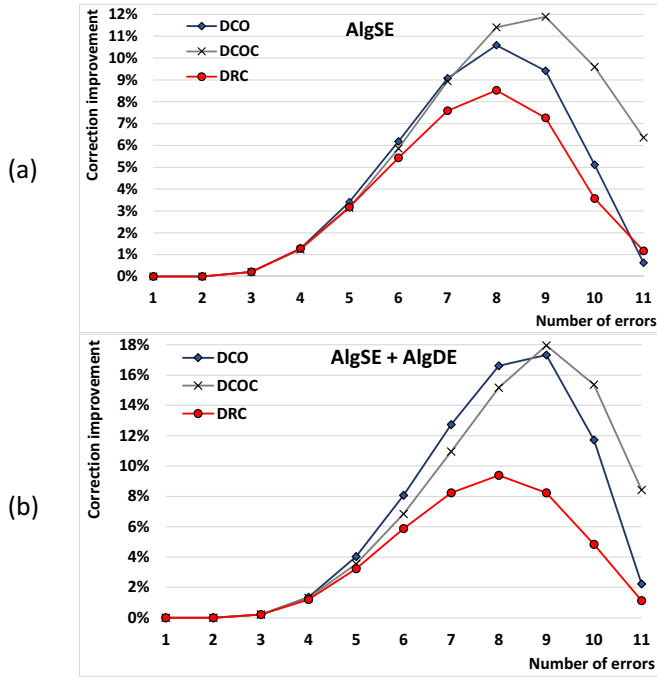 (a)
Correction improvement
12%
11%
10%
9%
8%
7%
6%
5%
4%
3%
2%
1%
0%
AlgSE
DCO
DCOC
DRC
1 2 3 4 5 6 7 8 9 10 11
Number of errors
(b)
Correction improvement
18%
16%
14%
12%
10%
8%
6%
4%
2%
0%
AlgSE + AlgDE
DCO
DCOC
DRC
1 2 3 4 5 6 7 8 9 10 11
Number of errors